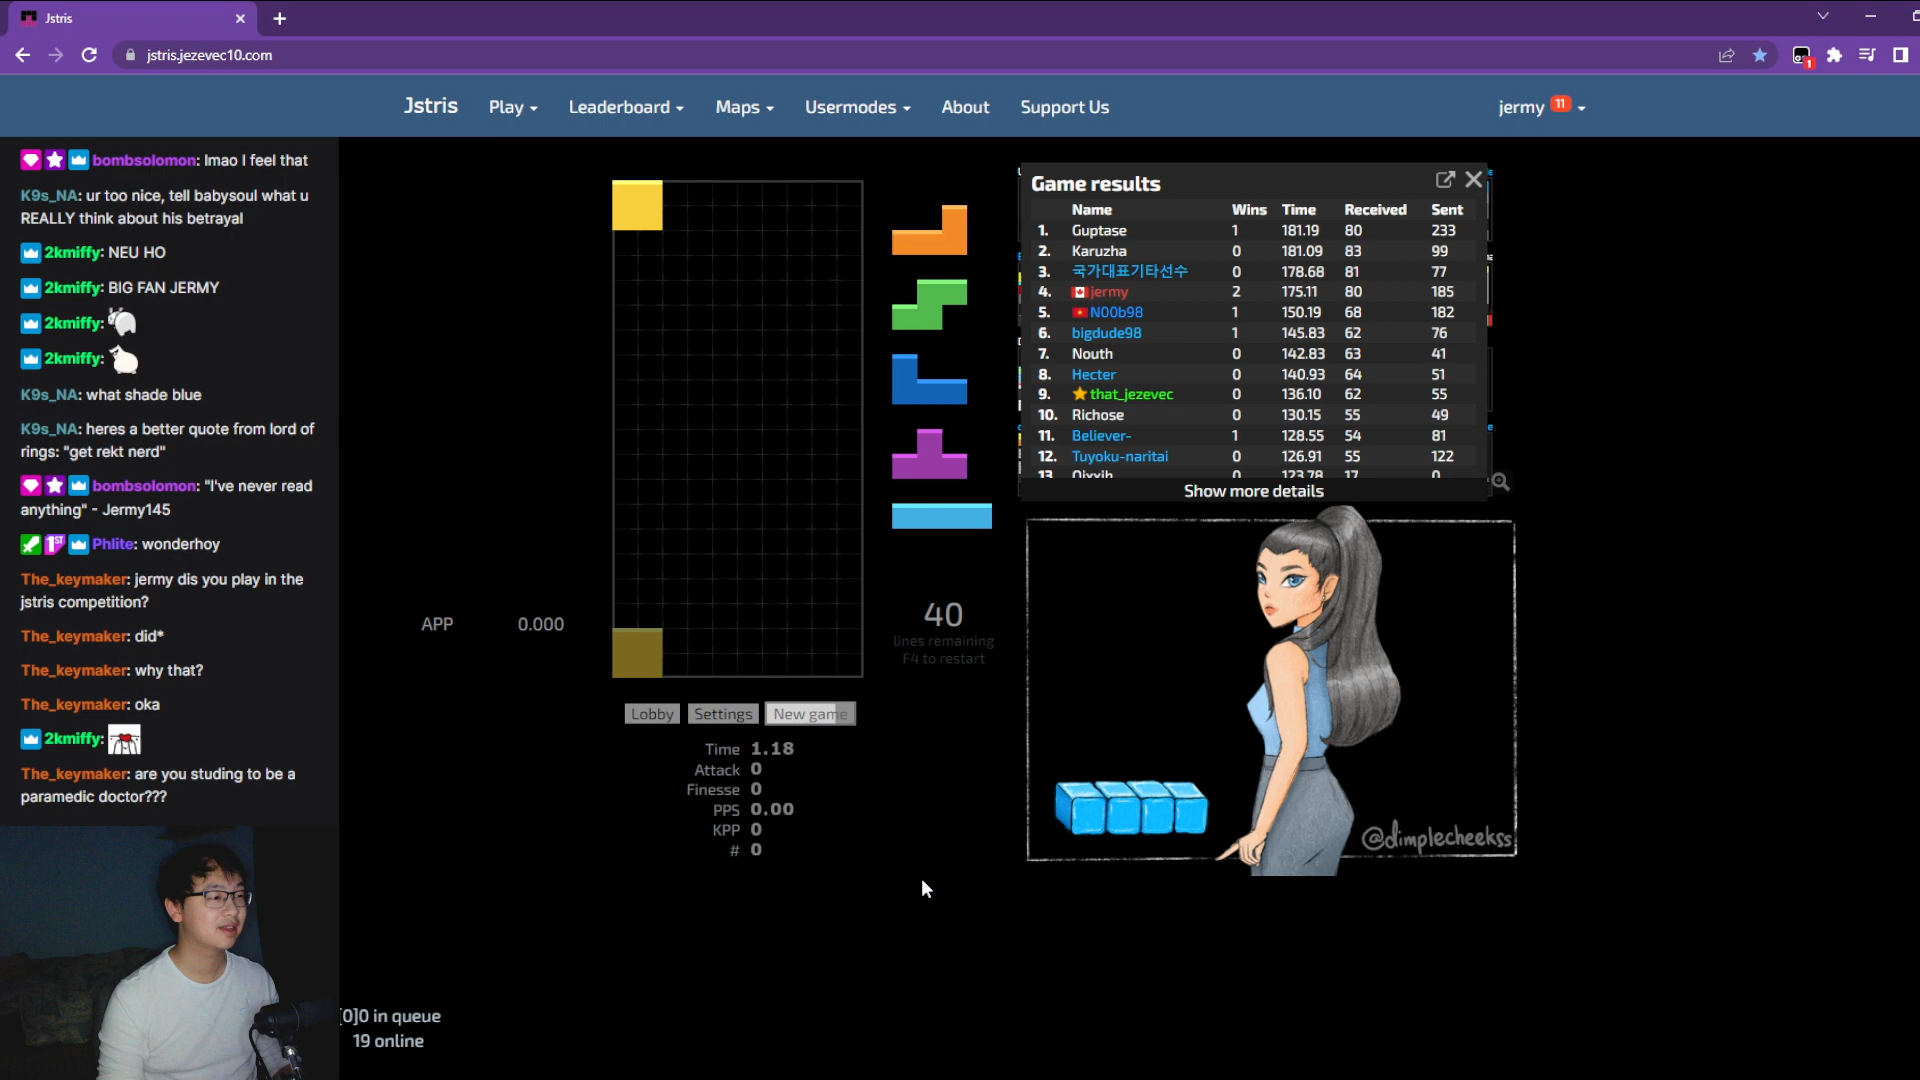 Jstris
jstris.jezevec10.com
1
Jstris Play Leaderboard Maps Usermodes About Support Us jermy 11
bombsolomon: lmao I feel that
K9s_NA: ur too nice, tell babysoul what u
REALLY think about his betrayal
2kmiffy: NEU HO
2kmiffy: BIG FAN JERMY
2kmiffy:
2kmiffy:
K9s_NA: what shade blue
K9s_NA: heres a better quote from lord of
rings: "get rekt nerd"
bombsolomon: "I've never read
anything" - Jermy145
1ST Phlite: wonderhoy
The_keymaker: jermy dis you play in the
jstris competition?
The_keymaker: did*
The_keymaker: why that?
The_keymaker: oka
2kmiffy:
The_keymaker: are you studing to be a
paramedic doctor???
[0]0 in queue
19 online
APP 0.000
40
lines remaining
F4 to restart
Lobby Settings New game
Time 1.18
Attack 0
Finesse 0
PPS 0.00
KPP 0
# 0
Game results
Name Wins Time Received Sent
1. Guptase 1 181.19 80 233
2. Karuzha 0 181.09 83 99
3. 국가대표기타선수 0 178.68 81 77
4. jermy 2 175.11 80 185
5. N00b98 1 150.19 68 182
6. bigdude98 1 145.83 62 76
7. Nouth 0 142.83 63 41
8. Hecter 0 140.93 64 51
9. that_jezevec 0 136.10 62 55
10. Richose 0 130.15 55 49
11. Believer- 1 128.55 54 81
12. Tuyoku-naritai 0 126.91 55 122
13. Qixxih 0 123.78 17 0
Show more details
@dimplecheekss